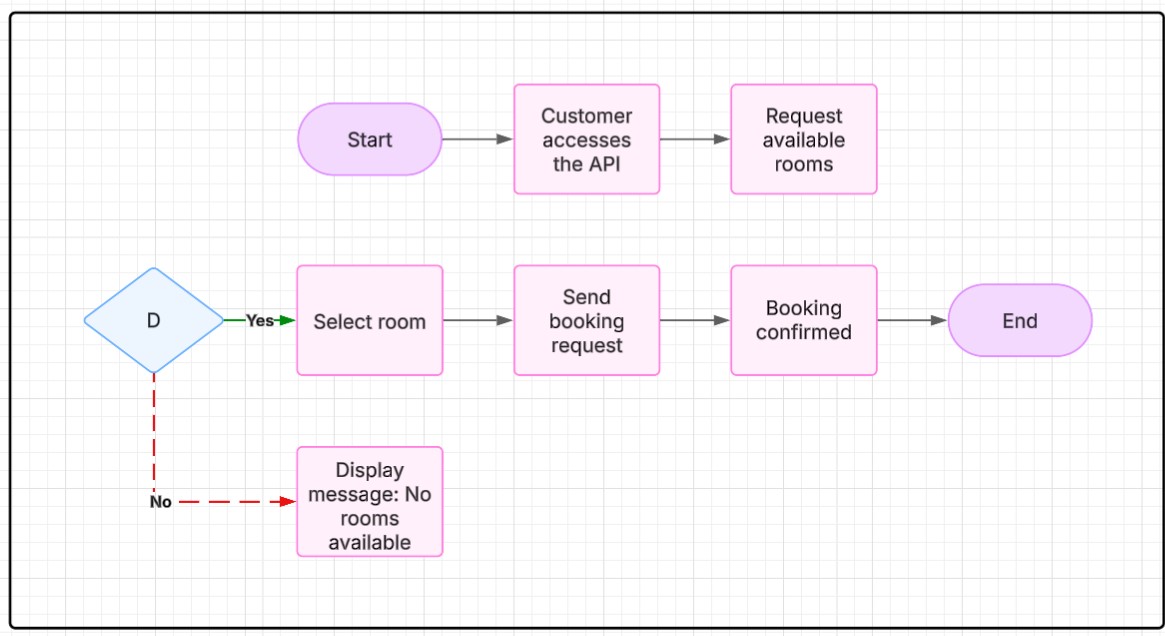 Start
Customer
accesses
the API
Request
available
rooms
D
Yes
Select room
Send
booking
request
Booking
confirmed
End
No
Display
message: No
rooms
available